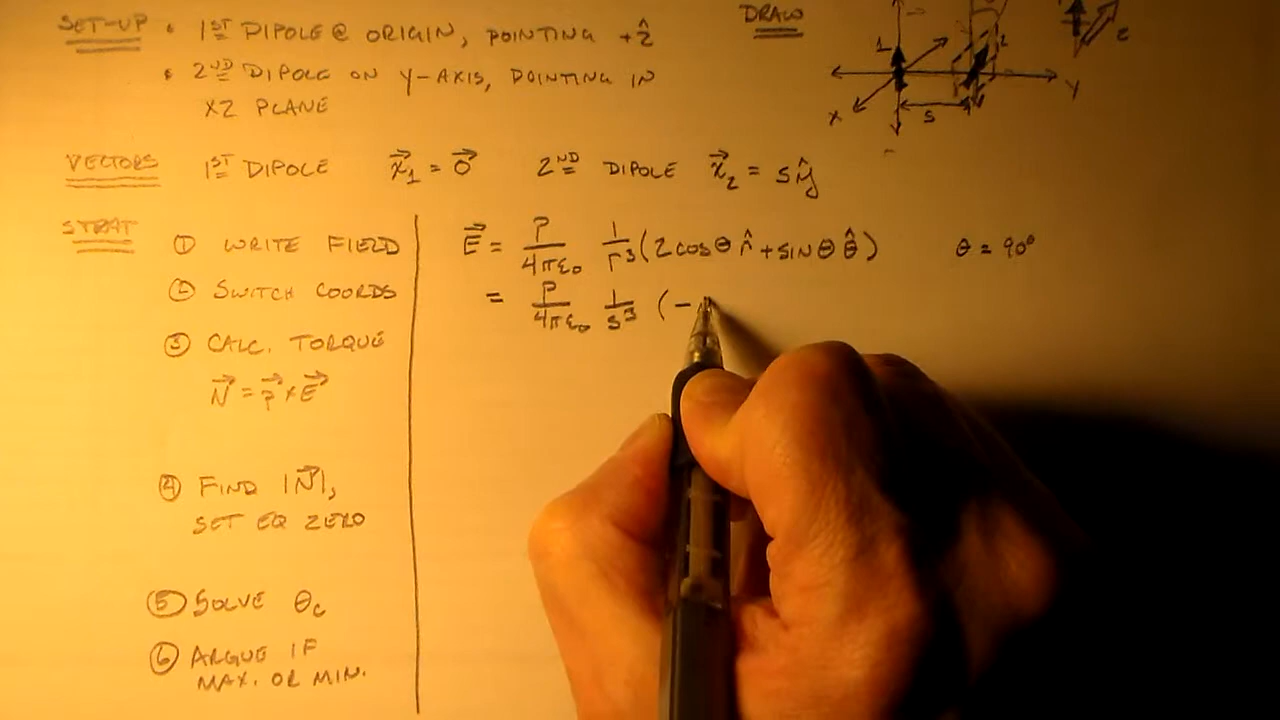 SET-UP • 1ST DIPOLE @ ORIGIN, POINTING +ẑ
• 2ND DIPOLE ON Y-AXIS, POINTING IN
XZ PLANE
DRAW
1 2
X S Y
VECTORS 1ST DIPOLE x⃗₁ = 0⃗ 2ND DIPOLE x⃗₂ = sŷ
STRAT
① WRITE FIELD
② SWITCH COORDS
③ CALC. TORQUE
N⃗ = p⃗ × E⃗
④ FIND |N⃗|,
SET EQ ZERO
⑤ SOLVE θc
⑥ ARGUE IF
MAX. OR MIN.
E⃗ = P/4πε₀ 1/r³ (2cosθ r̂ + sinθ θ̂) θ = 90°
= P/4πε₀ 1/s³ (-